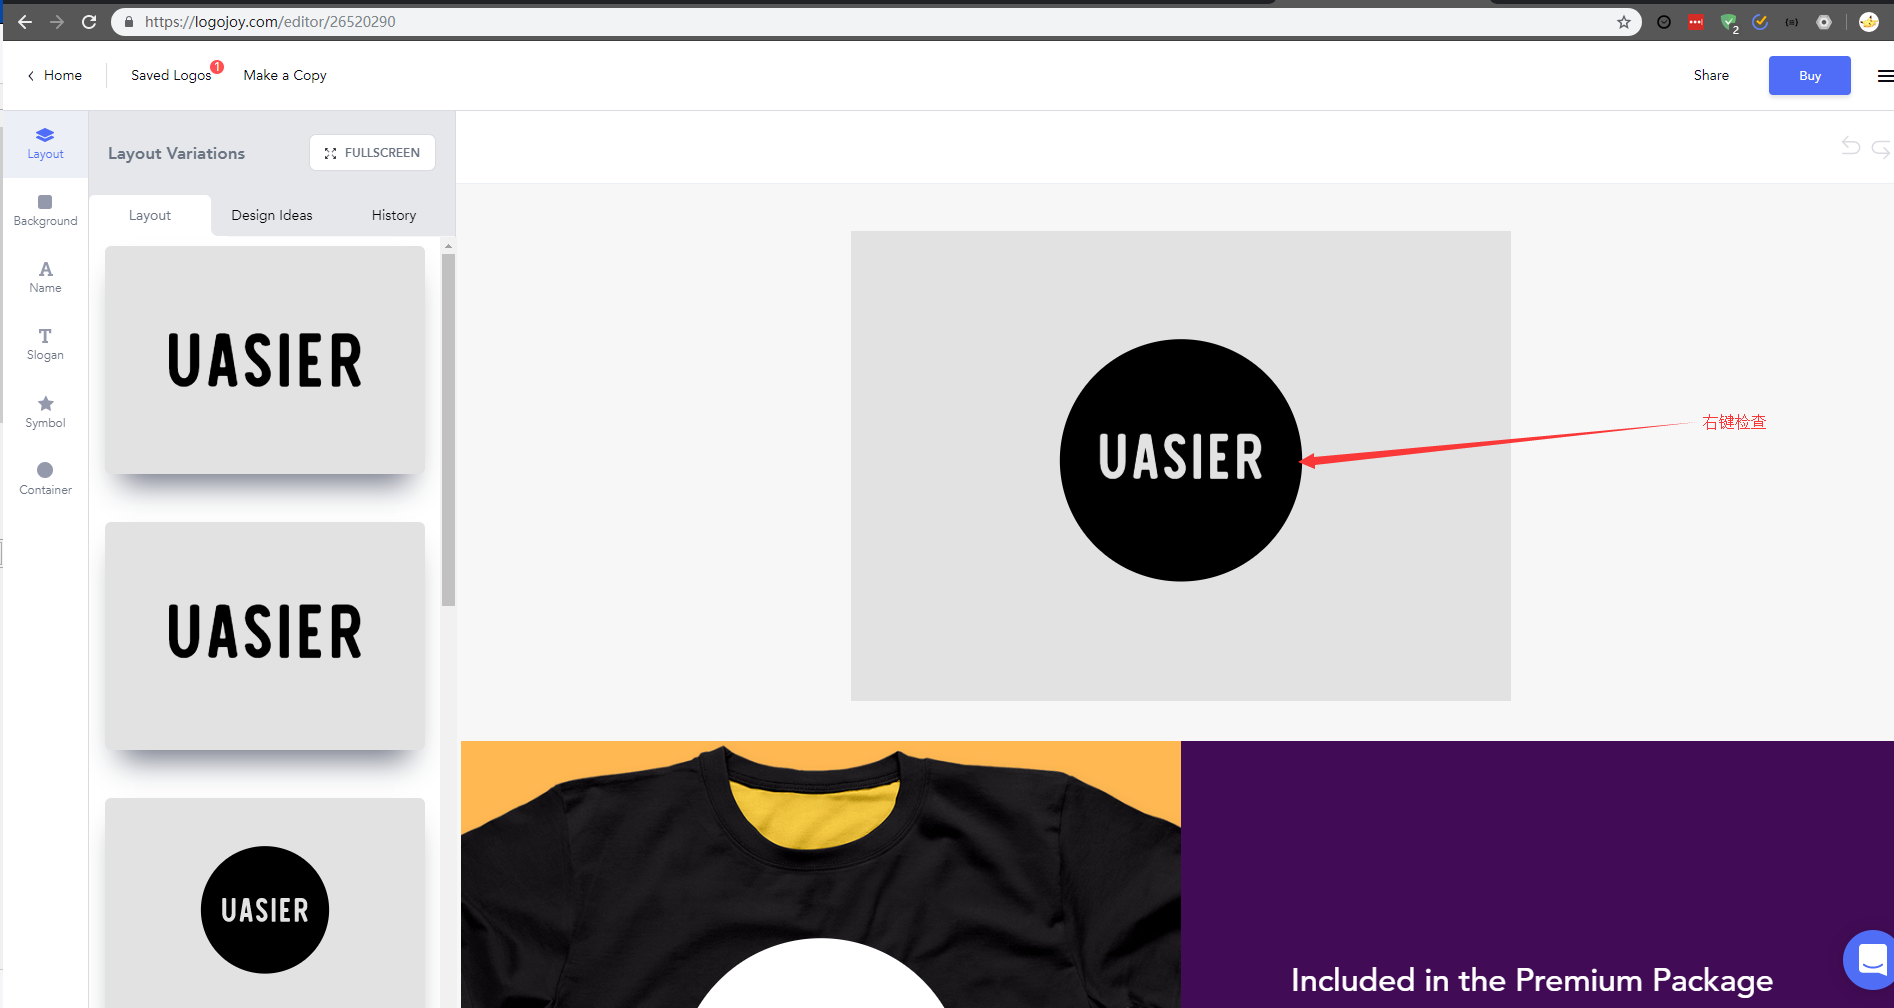 https://logojoy.com/editor/26520290
2
Home
Saved Logos
1
Make a Copy
Share
Buy
Layout
Background
Name
Slogan
Symbol
Container
Layout Variations
FULLSCREEN
Layout
Design Ideas
History
UASIER
UASIER
UASIER
UASIER
右键检查
Included in the Premium Package